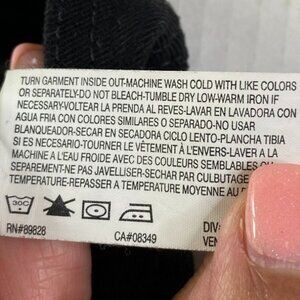 TURN GARMENT INSIDE OUT-MACHINE WASH COLD WITH LIKE COLORS
OR SEPARATELY-DO NOT BLEACH-TUMBLE DRY LOW-WARM IRON IF
NECESSARY-VOLTEAR LA PRENDA AL REVES-LAVAR EN LAVADORA CON
AGUA FRIA CON COLORES SIMILARES O SEPARADO-NO USAR
BLANQUEADOR-SECAR EN SECADORA CICLO LENTO-PLANCHA TIBIA
SI ES NECESARIO-TOURNER LE VÊTEMENT À L'ENVERS-LAVER A LA
MACHINE A L'EAU FROIDE AVEC DES COULEURS SEMBLABLES OU
SEPAREMENT-NE PAS JAVELLISER-SECHAR PAR CULBUTAGE
TEMPERATURE-REPASSER A TEMPERATURE MOYENNE AU
30C
RN#89828 CA#08349 DIV
VEN